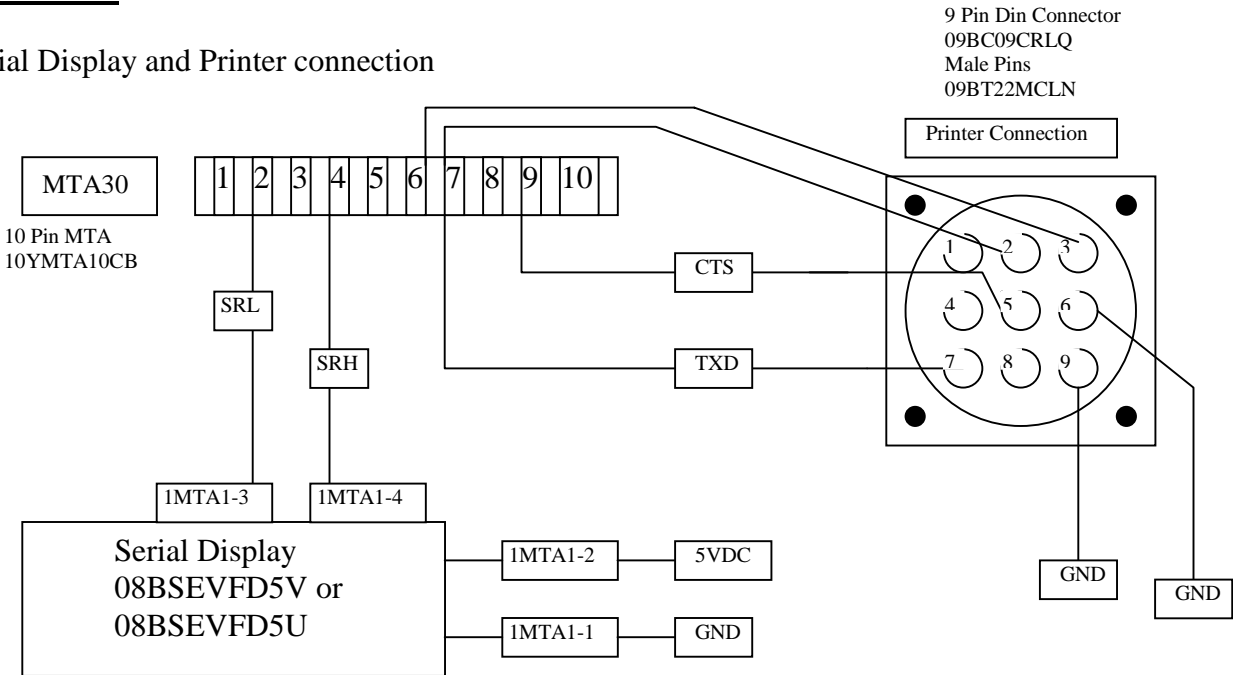 9 Pin Din Connector
09BC09CRLQ
Male Pins
09BT22MCLN
ial Display and Printer connection
Printer Connection
MTA30
1 2 3 4 5 6 7 8 9 10
10 Pin MTA
10YMTA10CB
1 2 3
CTS
SRL
4 5 6
SRH
TXD
7 8 9
1MTA1-3
1MTA1-4
Serial Display
08BSEVFD5V or
08BSEVFD5U
1MTA1-2
5VDC
GND
GND
1MTA1-1
GND